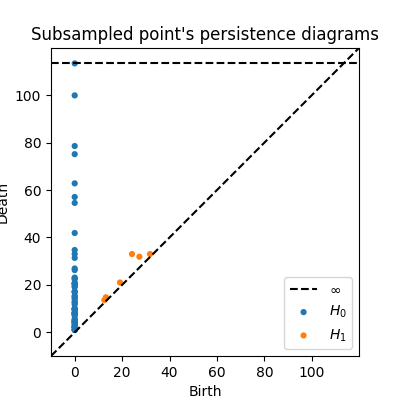 Subsampled point's persistence diagrams
Death
100
80
60
40
20
0
∞
H₀
H₁
0 20 40 60 80 100
Birth